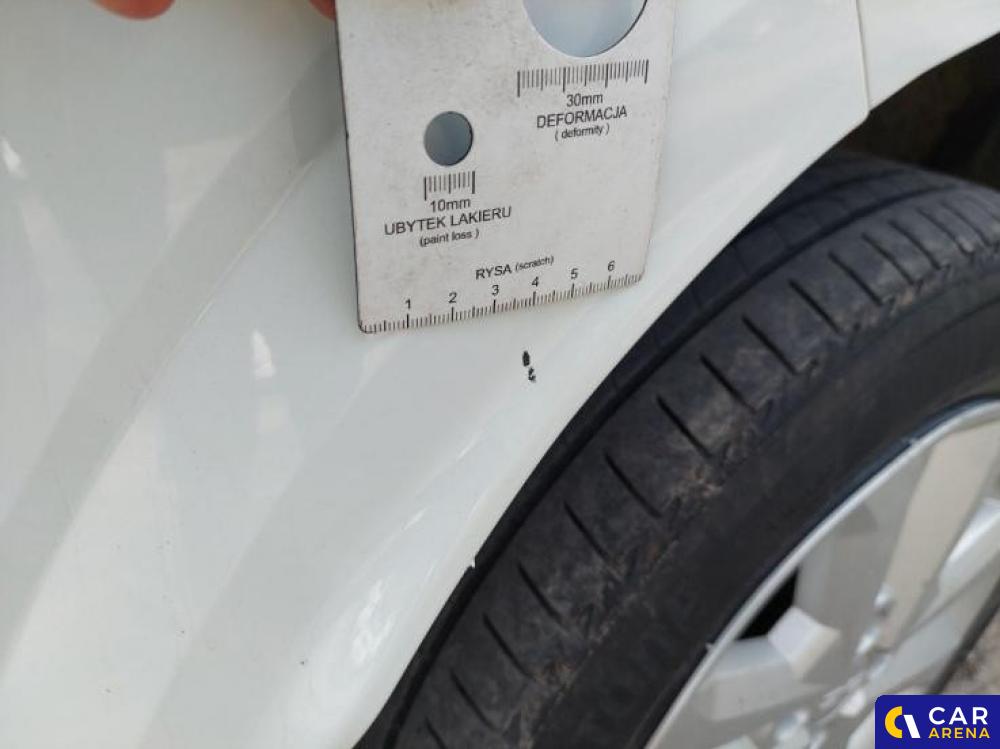 30mm
DEFORMACJA
( deformity )
10mm
UBYTEK LAKIERU
(paint loss )
RYSA (scratch)
1 2 3 4 5 6
CAR
ARENA